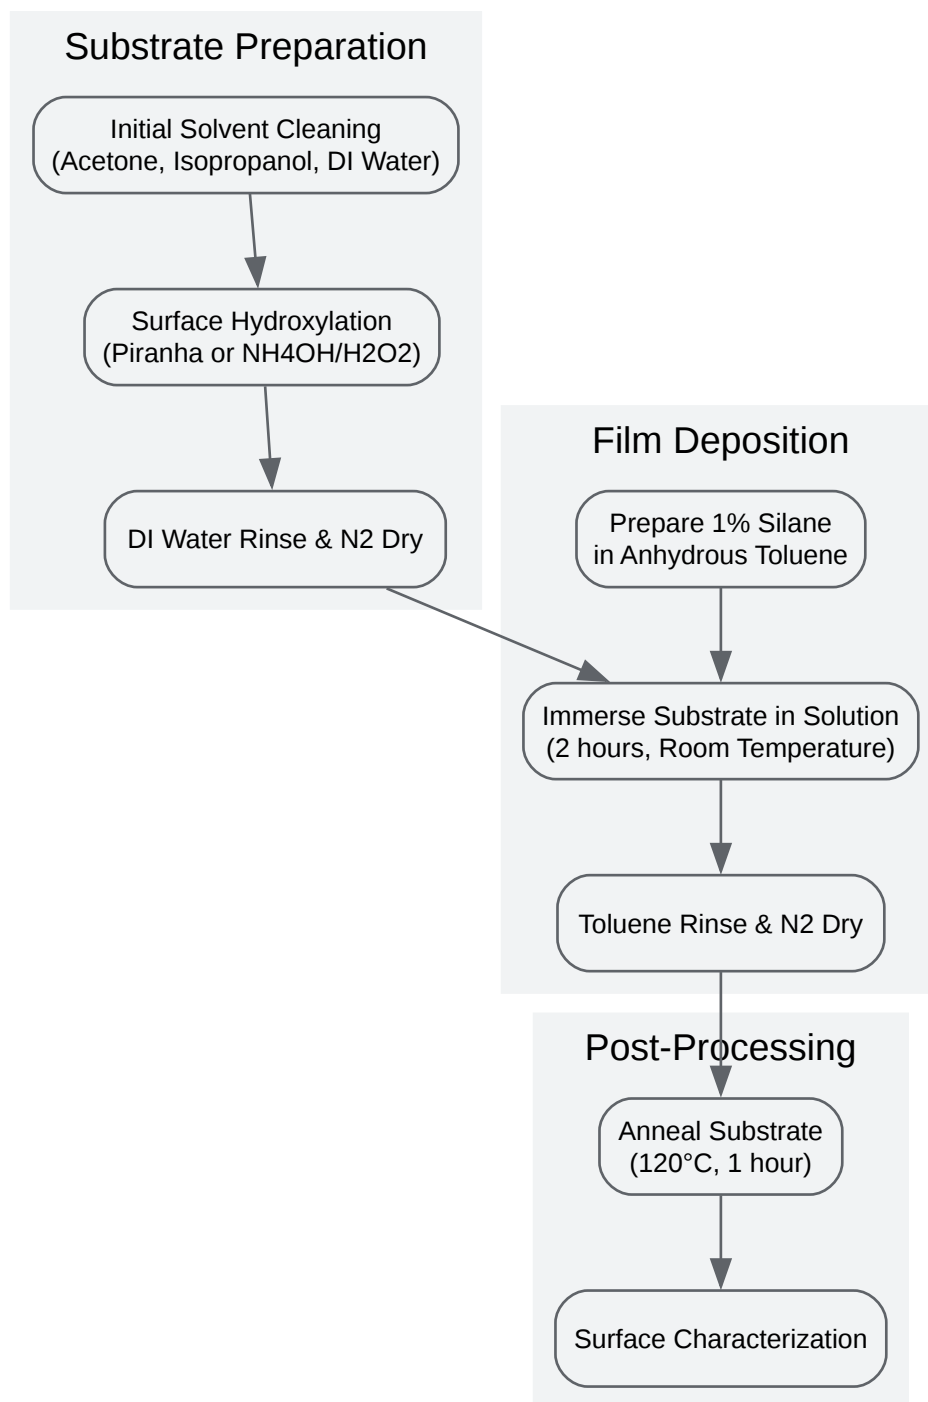 Substrate Preparation
Initial Solvent Cleaning
(Acetone, Isopropanol, DI Water)
Surface Hydroxylation
(Piranha or NH4OH/H2O2)
DI Water Rinse & N2 Dry
Film Deposition
Prepare 1% Silane
in Anhydrous Toluene
Immerse Substrate in Solution
(2 hours, Room Temperature)
Toluene Rinse & N2 Dry
Post-Processing
Anneal Substrate
(120°C, 1 hour)
Surface Characterization